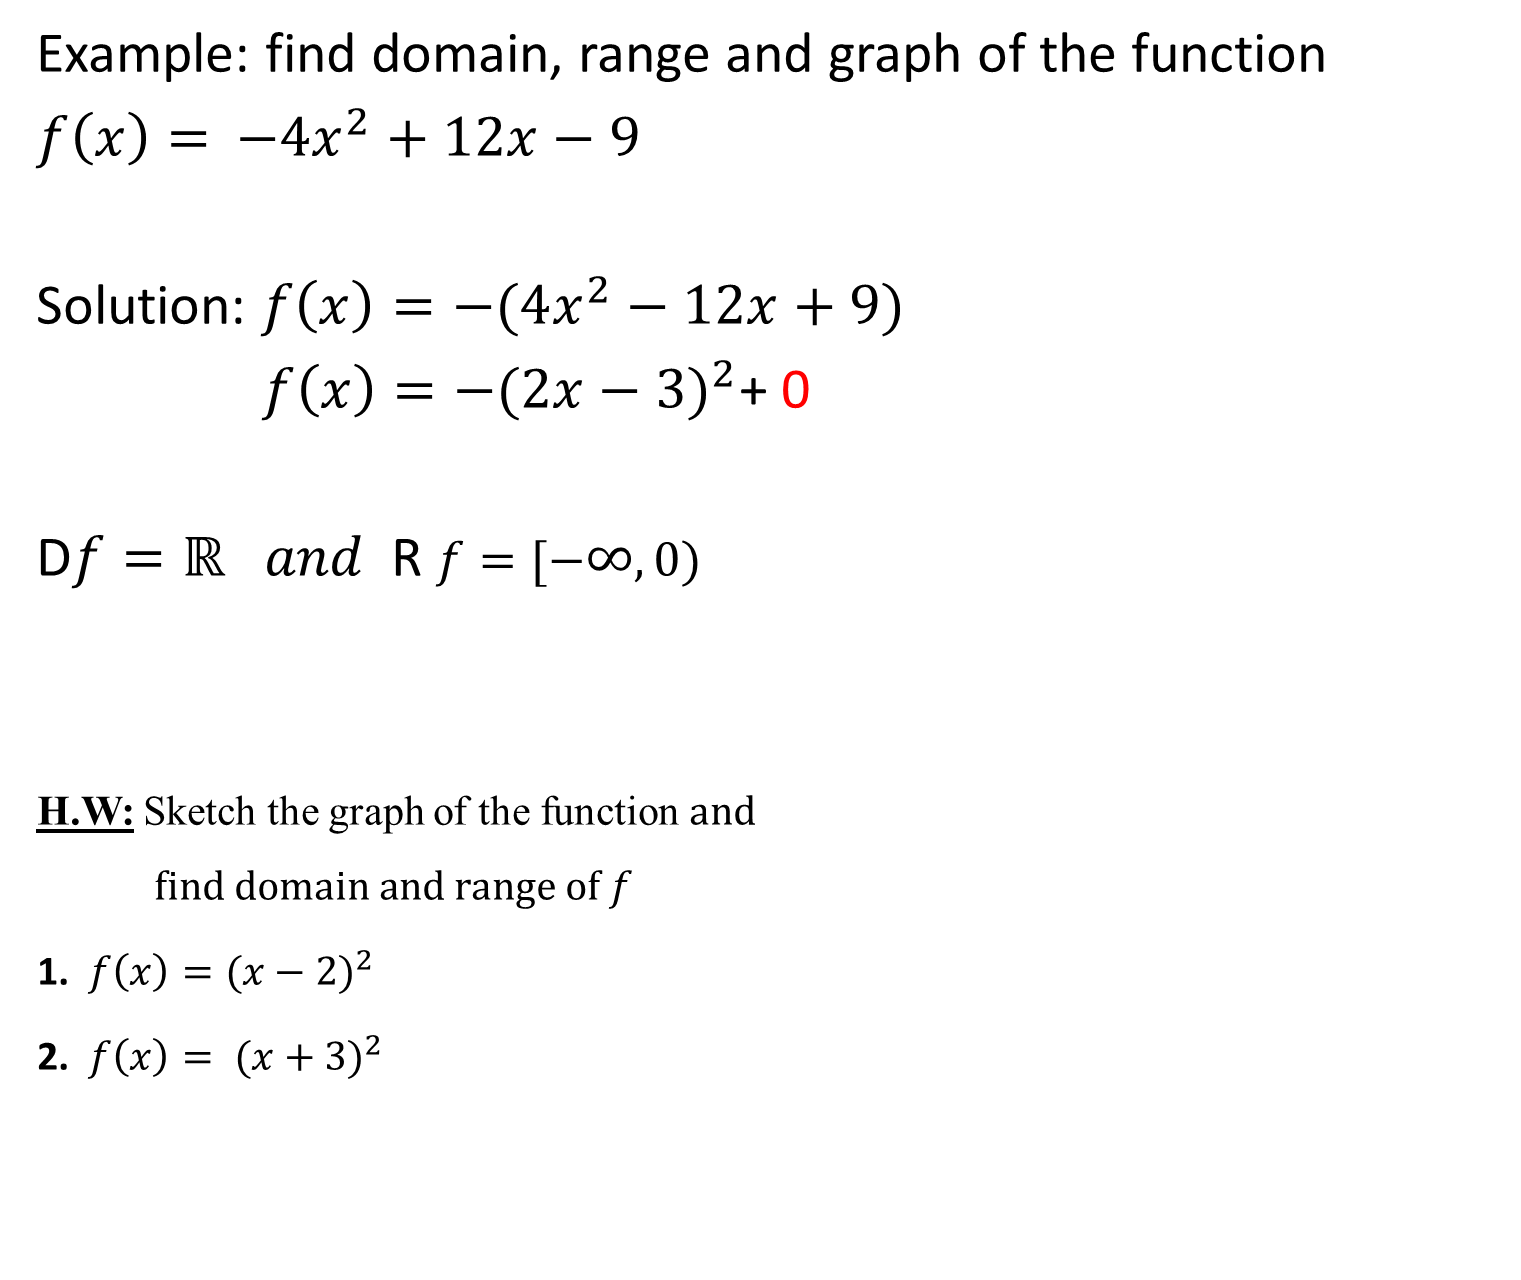 Example: find domain, range and graph of the function
f(x) = −4x² + 12x − 9
Solution: f(x) = −(4x² − 12x + 9)
f(x) = −(2x − 3)²+ 0
Df = ℝ and R f = [−∞, 0)
H.W: Sketch the graph of the function and
find domain and range of f
1. f(x) = (x − 2)²
2. f(x) = (x + 3)²